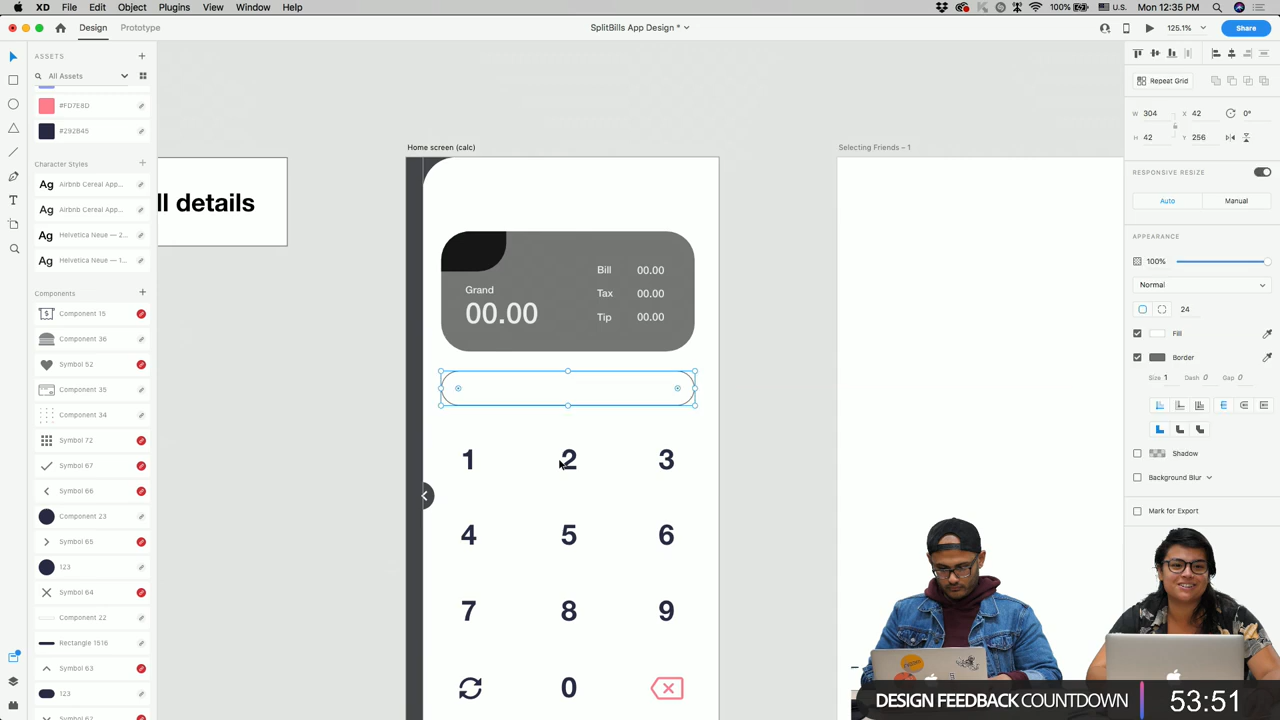 XD File Edit Object Plugins View Window Help
100% U.S. Mon 12:35 PM
Design Prototype
SplitBills App Design *
125.1%
Share
ASSETS
All Assets
#FD7E8D
#292B45
Character Styles
Ag Airbnb Cereal App...
Ag Airbnb Cereal App...
Ag Helvetica Neue — 2...
Ag Helvetica Neue — 1...
Components
Component 15
Component 36
Symbol 52
Component 35
Component 34
Symbol 72
Symbol 67
Symbol 66
Component 23
Symbol 65
123
Symbol 64
Component 22
Rectangle 1516
Symbol 63
123
ll details
Home screen (calc)
Bill 00.00
Grand
Tax 00.00
00.00
Tip 00.00
1 2 3
4 5 6
7 8 9
0
Selecting Friends – 1
Repeat Grid
W 304 X 42 0°
H 42 Y 256
RESPONSIVE RESIZE
Auto Manual
APPEARANCE
100%
Normal
24
Fill
Border
Size 1 Dash 0 Gap 0
Shadow
Background Blur
Mark for Export
DESIGN FEEDBACK COUNTDOWN 53:51